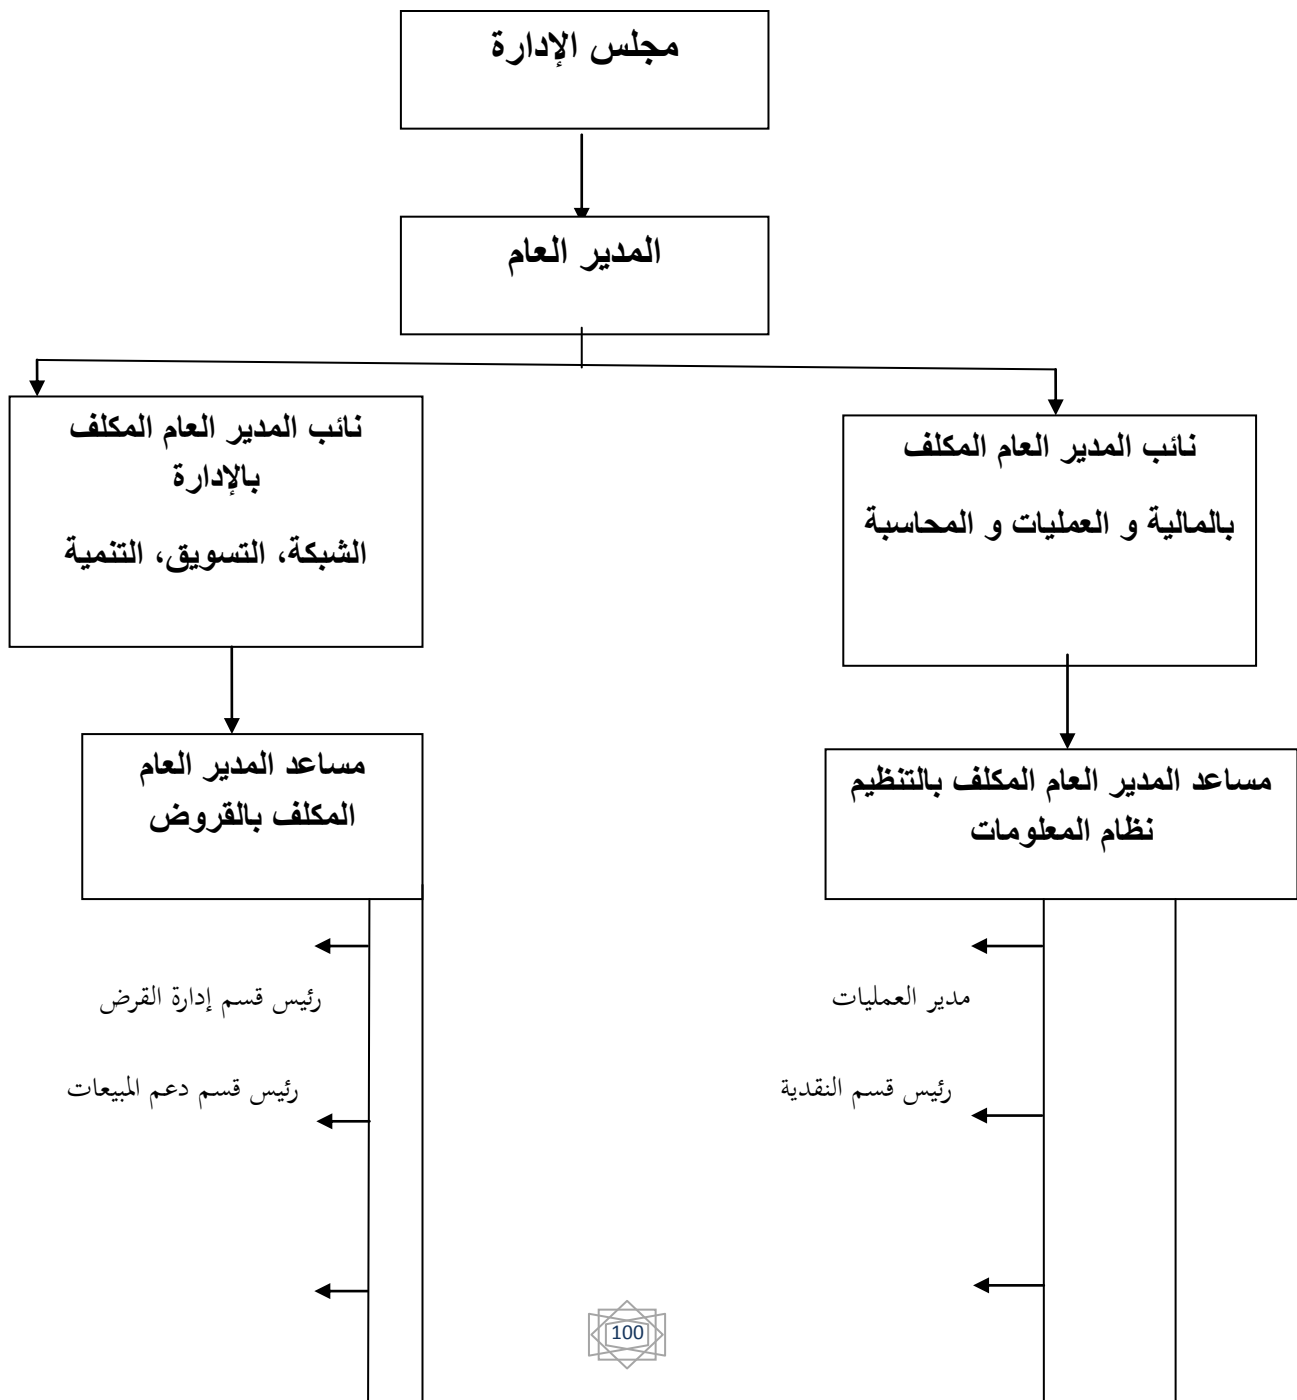 مجلس الإدارة
المدير العام
نائب المدير العام المكلف
بالمالية و العمليات و المحاسبة
نائب المدير العام المكلف
بالإدارة
الشبكة، التسويق، التنمية
مساعد المدير العام المكلف بالتنظيم
نظام المعلومات
مساعد المدير العام
المكلف بالقروض
مدير العمليات
رئيس قسم النقدية
رئيس قسم إدارة القرض
رئيس قسم دعم المبيعات
100